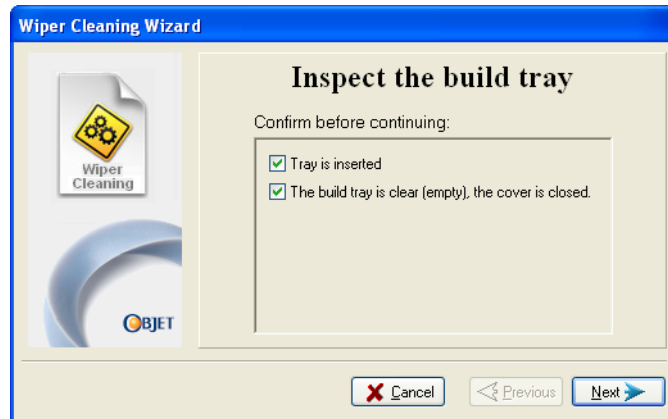 Wiper Cleaning Wizard
Inspect the build tray
Confirm before continuing:
Tray is inserted
The build tray is clear (empty), the cover is closed.
Wiper
Cleaning
OBJET
Cancel
Previous
Next